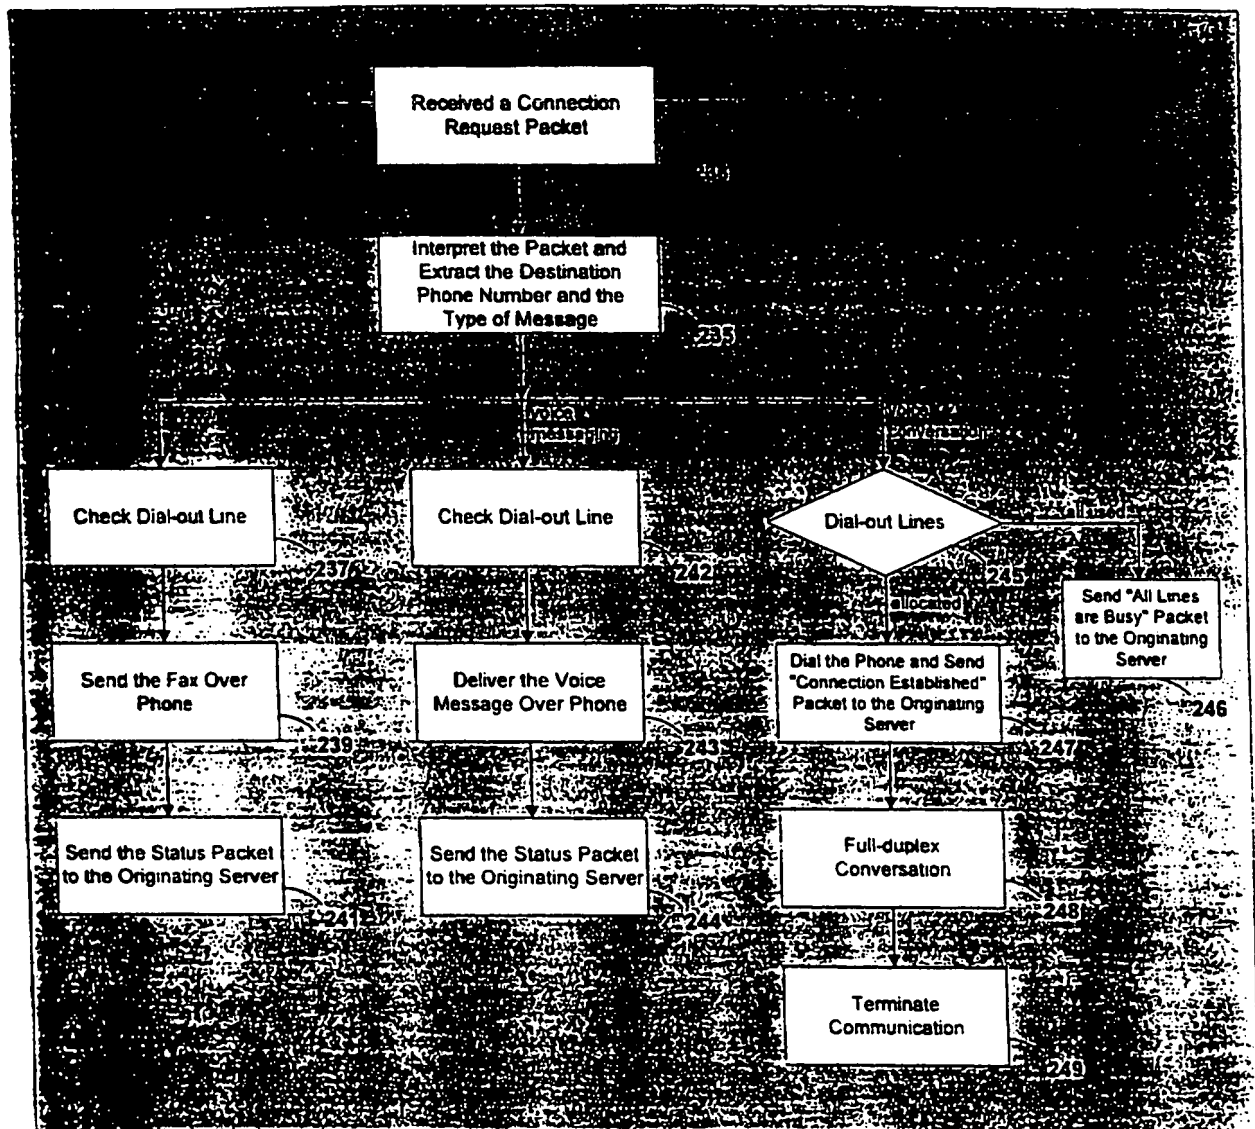 Received a Connection
Request Packet
234
Interpret the Packet and
Extract the Destination
Phone Number and the
Type of Message
235
voice
messaging
voice
conversation
Check Dial-out Line
237
Check Dial-out Line
242
Dial-out Lines
245
all used
allocated
Send "All Lines
are Busy" Packet
to the Originating
Server
246
Send the Fax Over
Phone
239
Deliver the Voice
Message Over Phone
243
Dial the Phone and Send
"Connection Established"
Packet to the Originating
Server
247
Send the Status Packet
to the Originating Server
241
Send the Status Packet
to the Originating Server
244
Full-duplex
Conversation
248
Terminate
Communication
249